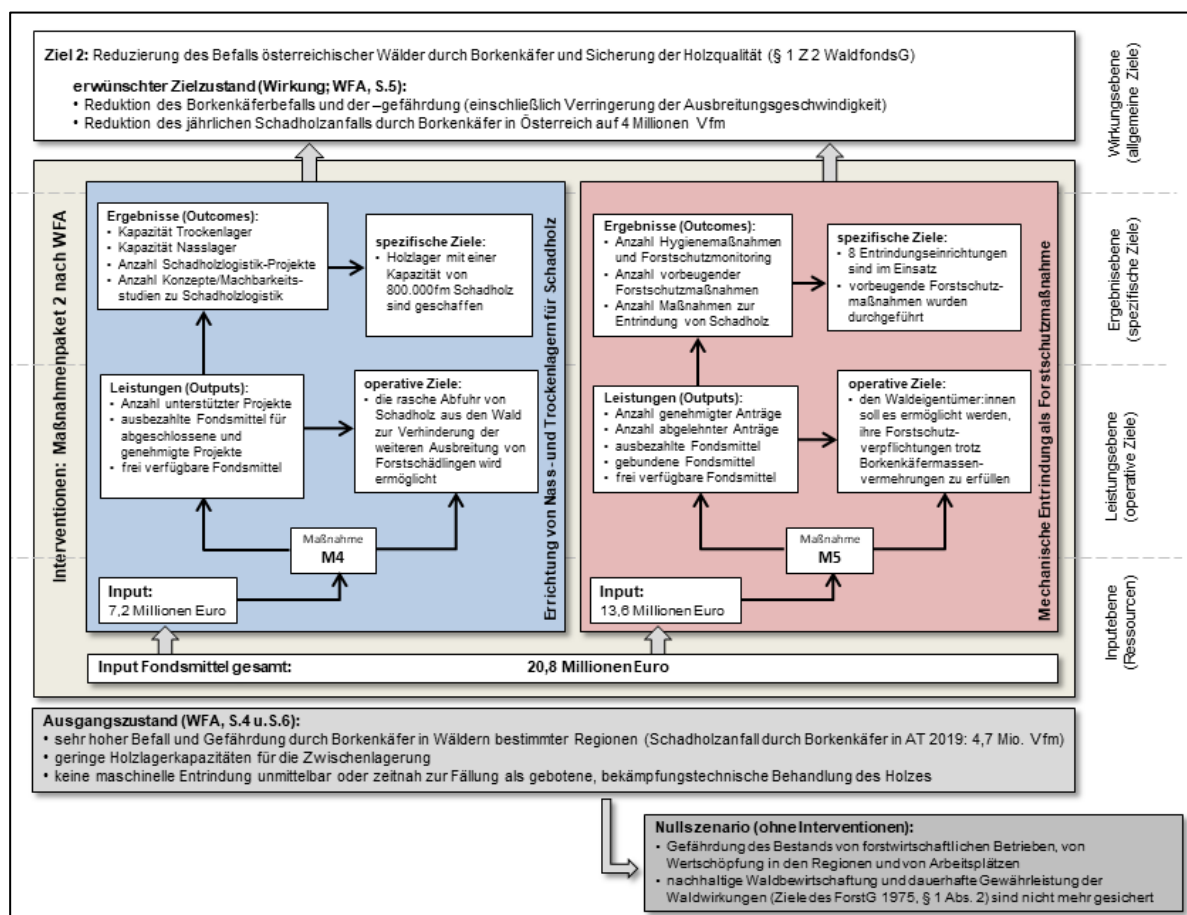 Ziel 2: Reduzierung des Befalls österreichischer Wälder durch Borkenkäfer und Sicherung der Holzqualität (§ 1 Z 2 WaldfondsG)
erwünschter Zielzustand (Wirkung; WFA, S.5):
• Reduktion des Borkenkäferbefalls und der –gefährdung (einschließlich Verringerung der Ausbreitungsgeschwindigkeit)
• Reduktion des jährlichen Schadholzanfalls durch Borkenkäfer in Österreich auf 4 Millionen Vfm
Wirkungsebene
(allgemeine Ziele)
Interventionen: Maßnahmenpaket 2 nach WFA
Ergebnisse (Outcomes):
• Kapazität Trockenlager
• Kapazität Nasslager
• Anzahl Schadholzlogistik-Projekte
• Anzahl Konzepte/Machbarkeits-
studien zu Schadholzlogistik
spezifische Ziele:
• Holzlager mit einer
Kapazität von
800.000fm Schadholz
sind geschaffen
Leistungen (Outputs):
• Anzahl unterstützter Projekte
• ausbezahlte Fondsmittel für
abgeschlossene und
genehmigte Projekte
• frei verfügbare Fondsmittel
operative Ziele:
• die rasche Abfuhr von
Schadholz aus den Wald
zur Verhinderung der
weiteren Ausbreitung von
Forstschädlingen wird
ermöglicht
Maßnahme
M4
Input:
7,2 Millionen Euro
Errichtung von Nass- und Trockenlagern für Schadholz
Ergebnisse (Outcomes):
• Anzahl Hygienemaßnahmen
und Forstschutzmonitoring
• Anzahl vorbeugender
Forstschutzmaßnahmen
• Anzahl Maßnahmen zur
Entrindung von Schadholz
spezifische Ziele:
• 8 Entrindungseinrichtungen
sind im Einsatz
• vorbeugende Forstschutz-
maßnahmen wurden
durchgeführt
Leistungen (Outputs):
• Anzahl genehmigter Anträge
• Anzahl abgelehnter Anträge
• ausbezahlte Fondsmittel
• gebundene Fondsmittel
• frei verfügbare Fondsmittel
operative Ziele:
• den Waldeigentümer:innen
soll es ermöglicht werden,
ihre Forstschutz-
verpflichtungen trotz
Borkenkäfermassen-
vermehrungen zu erfüllen
Maßnahme
M5
Input:
13,6 Millionen Euro
Mechanische Entrindung als Forstschutzmaßnahme
Ergebnisebene
(spezifische Ziele)
Leistungsebene
(operative Ziele)
Inputebene
(Ressourcen)
Input Fondsmittel gesamt: 20,8 Millionen Euro
Ausgangszustand (WFA, S.4 u. S.6):
• sehr hoher Befall und Gefährdung durch Borkenkäfer in Wäldern bestimmter Regionen (Schadholzanfall durch Borkenkäfer in AT 2019: 4,7 Mio. Vfm)
• geringe Holzlagerkapazitäten für die Zwischenlagerung
• keine maschinelle Entrindung unmittelbar oder zeitnah zur Fällung als gebotene, bekämpfungstechnische Behandlung des Holzes
Nullszenario (ohne Interventionen):
• Gefährdung des Bestands von forstwirtschaftlichen Betrieben, von
Wertschöpfung in den Regionen und von Arbeitsplätzen
• nachhaltige Waldbewirtschaftung und dauerhafte Gewährleistung der
Waldwirkungen (Ziele des ForstG 1975, § 1 Abs. 2) sind nicht mehr gesichert